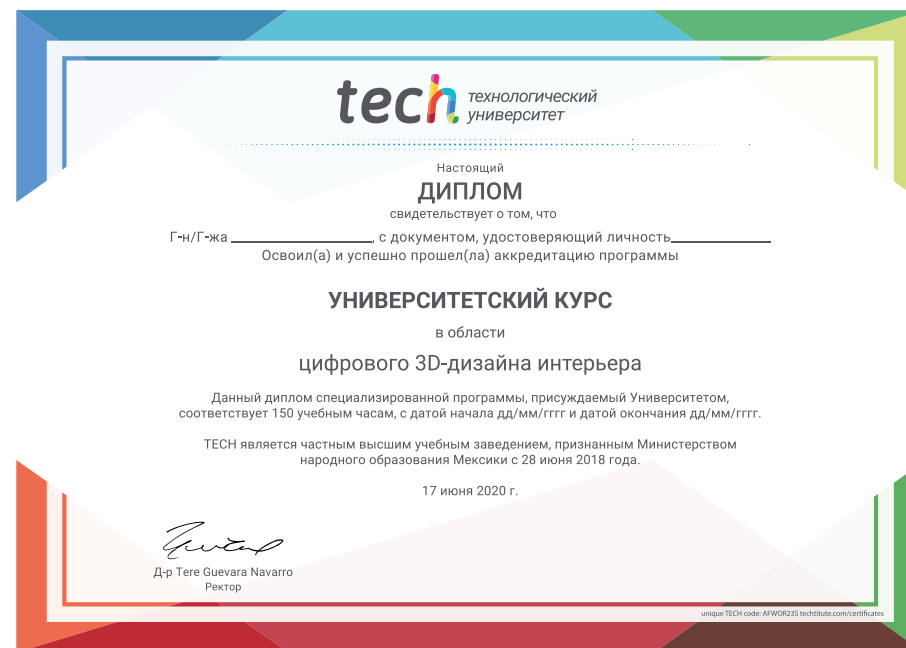 tech технологический
университет
Настоящий
ДИПЛОМ
свидетельствует о том, что
Г-н/Г-жа ____________________, с документом, удостоверяющий личность______________
Освоил(а) и успешно прошел(ла) аккредитацию программы
УНИВЕРСИТЕТСКИЙ КУРС
в области
цифрового 3D-дизайна интерьера
Данный диплом специализированной программы, присуждаемый Университетом,
соответствует 150 учебным часам, с датой начала дд/мм/гггг и датой окончания дд/мм/гггг.
TECH является частным высшим учебным заведением, признанным Министерством
народного образования Мексики с 28 июня 2018 года.
17 июня 2020 г.
Д-р Tere Guevara Navarro
Ректор
unique TECH code: AFWOR23S techtitute.com/certificates